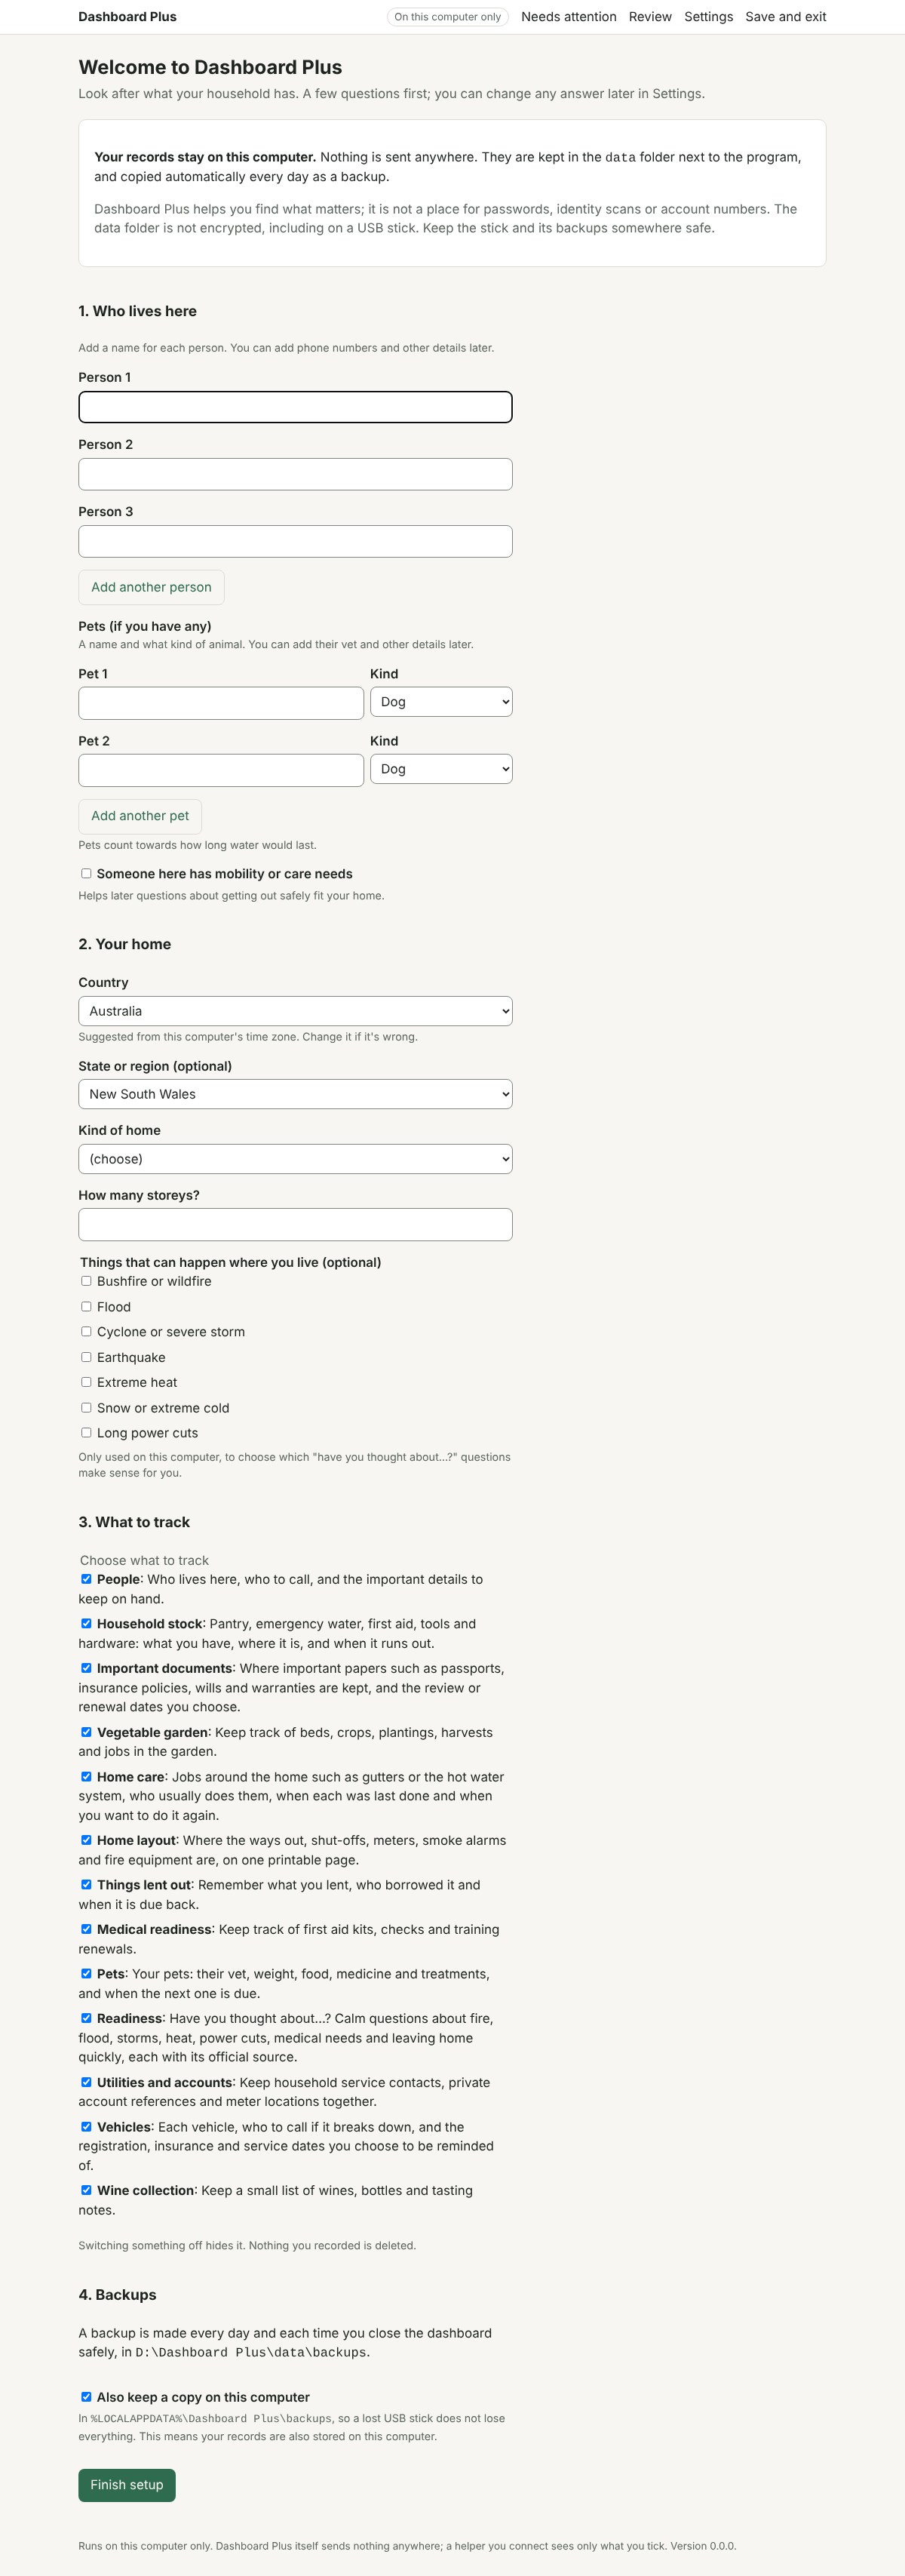 Dashboard Plus
On this computer only
Needs attention
Review
Settings
Save and exit
Welcome to Dashboard Plus
Look after what your household has. A few questions first; you can change any answer later in Settings.
Your records stay on this computer. Nothing is sent anywhere. They are kept in the data folder next to the program,
and copied automatically every day as a backup.
Dashboard Plus helps you find what matters; it is not a place for passwords, identity scans or account numbers. The
data folder is not encrypted, including on a USB stick. Keep the stick and its backups somewhere safe.
1. Who lives here
Add a name for each person. You can add phone numbers and other details later.
Person 1
Person 2
Person 3
Add another person
Pets (if you have any)
A name and what kind of animal. You can add their vet and other details later.
Pet 1
Kind
Dog
Pet 2
Kind
Dog
Add another pet
Pets count towards how long water would last.
Someone here has mobility or care needs
Helps later questions about getting out safely fit your home.
2. Your home
Country
Australia
Suggested from this computer's time zone. Change it if it's wrong.
State or region (optional)
New South Wales
Kind of home
(choose)
How many storeys?
Things that can happen where you live (optional)
Bushfire or wildfire
Flood
Cyclone or severe storm
Earthquake
Extreme heat
Snow or extreme cold
Long power cuts
Only used on this computer, to choose which "have you thought about...?" questions
make sense for you.
3. What to track
Choose what to track
People: Who lives here, who to call, and the important details to
keep on hand.
Household stock: Pantry, emergency water, first aid, tools and
hardware: what you have, where it is, and when it runs out.
Important documents: Where important papers such as passports,
insurance policies, wills and warranties are kept, and the review or
renewal dates you choose.
Vegetable garden: Keep track of beds, crops, plantings, harvests
and jobs in the garden.
Home care: Jobs around the home such as gutters or the hot water
system, who usually does them, when each was last done and when
you want to do it again.
Home layout: Where the ways out, shut-offs, meters, smoke alarms
and fire equipment are, on one printable page.
Things lent out: Remember what you lent, who borrowed it and
when it is due back.
Medical readiness: Keep track of first aid kits, checks and training
renewals.
Pets: Your pets: their vet, weight, food, medicine and treatments,
and when the next one is due.
Readiness: Have you thought about...? Calm questions about fire,
flood, storms, heat, power cuts, medical needs and leaving home
quickly, each with its official source.
Utilities and accounts: Keep household service contacts, private
account references and meter locations together.
Vehicles: Each vehicle, who to call if it breaks down, and the
registration, insurance and service dates you choose to be reminded
of.
Wine collection: Keep a small list of wines, bottles and tasting
notes.
Switching something off hides it. Nothing you recorded is deleted.
4. Backups
A backup is made every day and each time you close the dashboard
safely, in D:\Dashboard Plus\data\backups.
Also keep a copy on this computer
In %LOCALAPPDATA%\Dashboard Plus\backups, so a lost USB stick does not lose
everything. This means your records are also stored on this computer.
Finish setup
Runs on this computer only. Dashboard Plus itself sends nothing anywhere; a helper you connect sees only what you tick. Version 0.0.0.